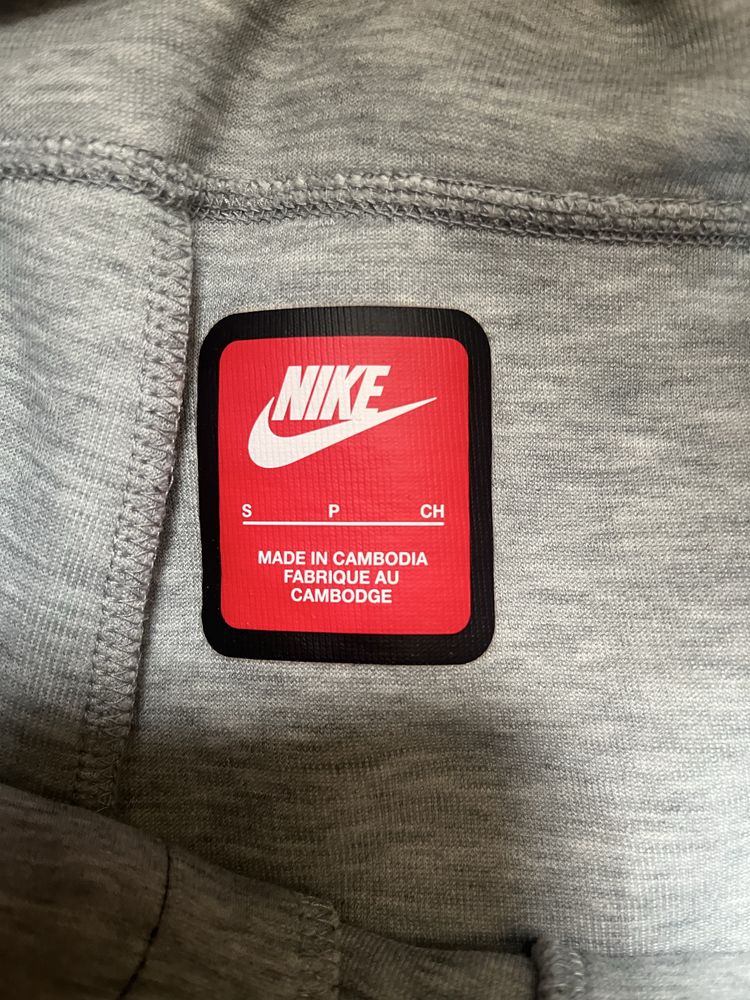 NIKE
S P CH
MADE IN CAMBODIA
FABRIQUE AU
CAMBODGE